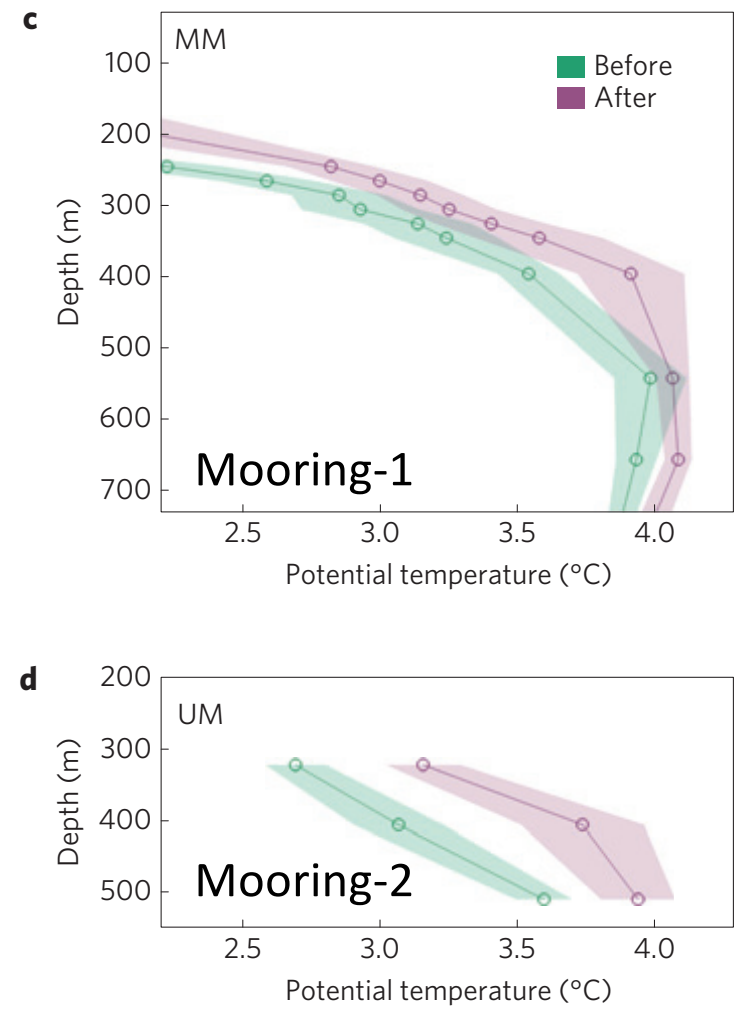 c
MM
Before
After
100
200
300
400
500
600
700
Depth (m)
Mooring-1
2.5 3.0 3.5 4.0
Potential temperature (°C)
d
UM
200
300
400
500
Depth (m)
Mooring-2
2.5 3.0 3.5 4.0
Potential temperature (°C)